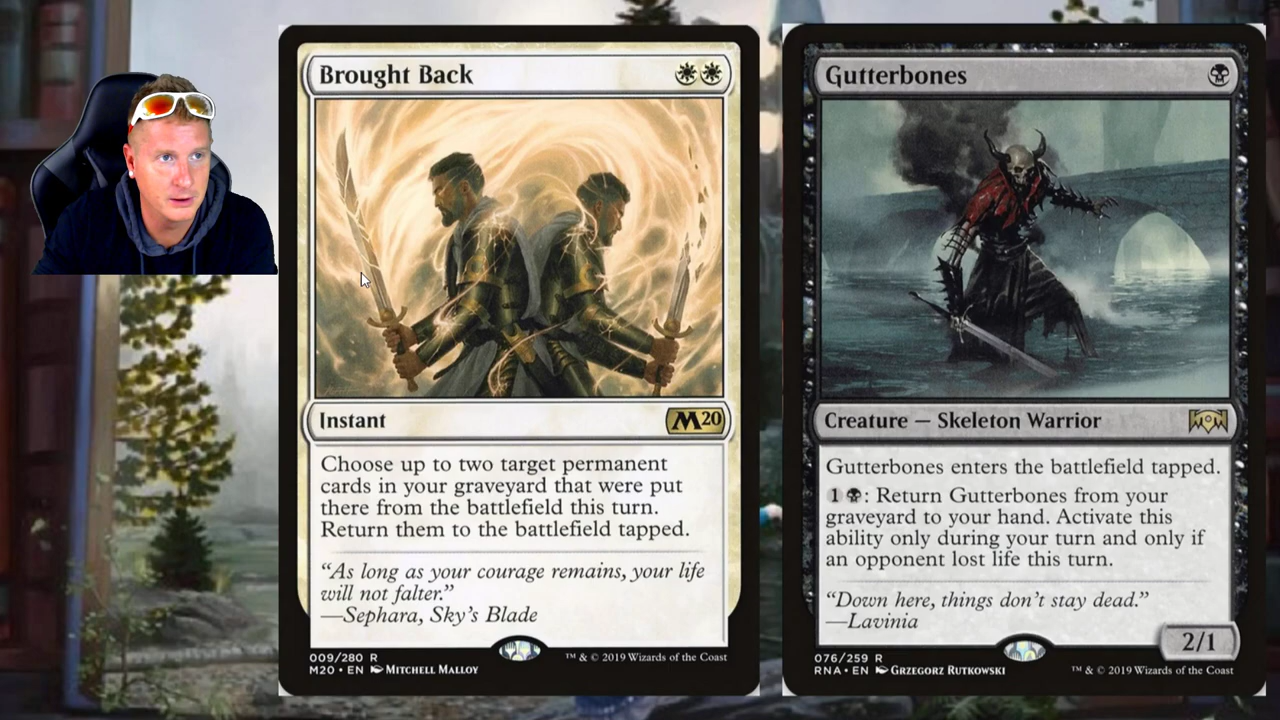 Brought Back
Instant
M20
Choose up to two target permanent
cards in your graveyard that were put
there from the battlefield this turn.
Return them to the battlefield tapped.
“As long as your courage remains, your life
will not falter.”
—Sephara, Sky’s Blade
009/280 R
M20 • EN Mitchell Malloy
™ & © 2019 Wizards of the Coast
Gutterbones
Creature — Skeleton Warrior
Gutterbones enters the battlefield tapped.
1 : Return Gutterbones from your
graveyard to your hand. Activate this
ability only during your turn and only if
an opponent lost life this turn.
“Down here, things don’t stay dead.”
—Lavinia
2/1
076/259 R
RNA • EN Grzegorz Rutkowski
™ & © 2019 Wizards of the Coast